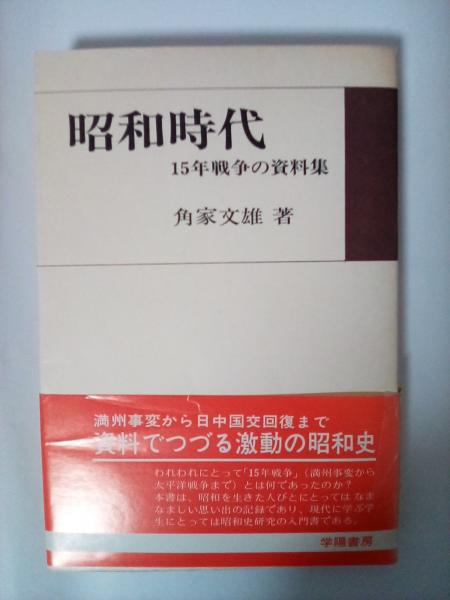 昭和時代
15年戦争の資料集
角家文雄 著
満州事変から日中国交回復まで
資料でつづる激動の昭和史
われわれにとって「15年戦争」（満州事変から
太平洋戦争まで）とは何であったのか？
本書は、昭和を生きた人びとにとってはなま
なましい思い出の記録であり、現代に学ぶ学
生にとっては昭和史研究の入門書である。
学陽書房